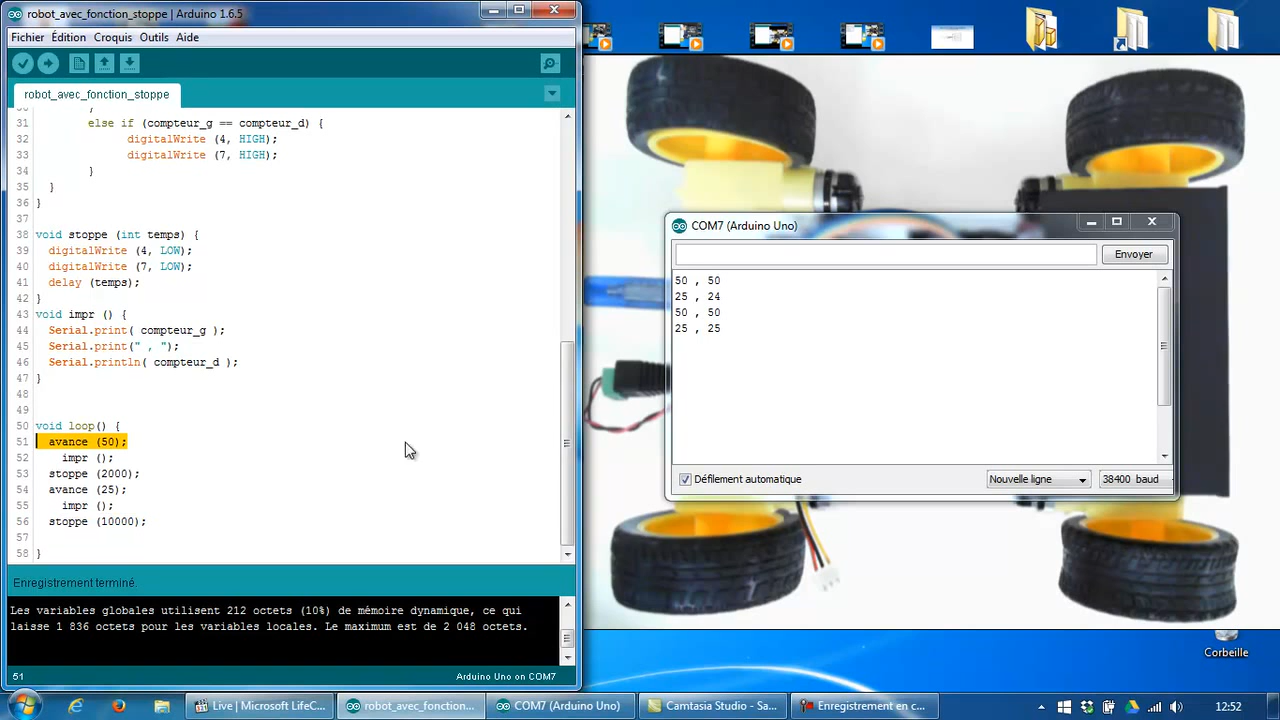 robot_avec_fonction_stoppe | Arduino 1.6.5
Fichier Édition Croquis Outils Aide
robot_avec_fonction_stoppe
31 else if (compteur_g == compteur_d) {
32 digitalWrite (4, HIGH);
33 digitalWrite (7, HIGH);
34 }
35 }
36 }
37
38 void stoppe (int temps) {
39 digitalWrite (4, LOW);
40 digitalWrite (7, LOW);
41 delay (temps);
42 }
43 void impr () {
44 Serial.print( compteur_g );
45 Serial.print(" , ");
46 Serial.println( compteur_d );
47 }
48
49
50 void loop() {
51 avance (50);
52 impr ();
53 stoppe (2000);
54 avance (25);
55 impr ();
56 stoppe (10000);
57
58 }
Enregistrement terminé.
Les variables globales utilisent 212 octets (10%) de mémoire dynamique, ce qui
laisse 1 836 octets pour les variables locales. Le maximum est de 2 048 octets.
51 Arduino Uno on COM7
COM7 (Arduino Uno)
Envoyer
50 , 50
25 , 24
50 , 50
25 , 25
Défilement automatique
Nouvelle ligne
38400 baud
Corbeille
Live | Microsoft LifeC...
robot_avec_fonction...
COM7 (Arduino Uno)
Camtasia Studio - Sa...
Enregistrement en c...
12:52